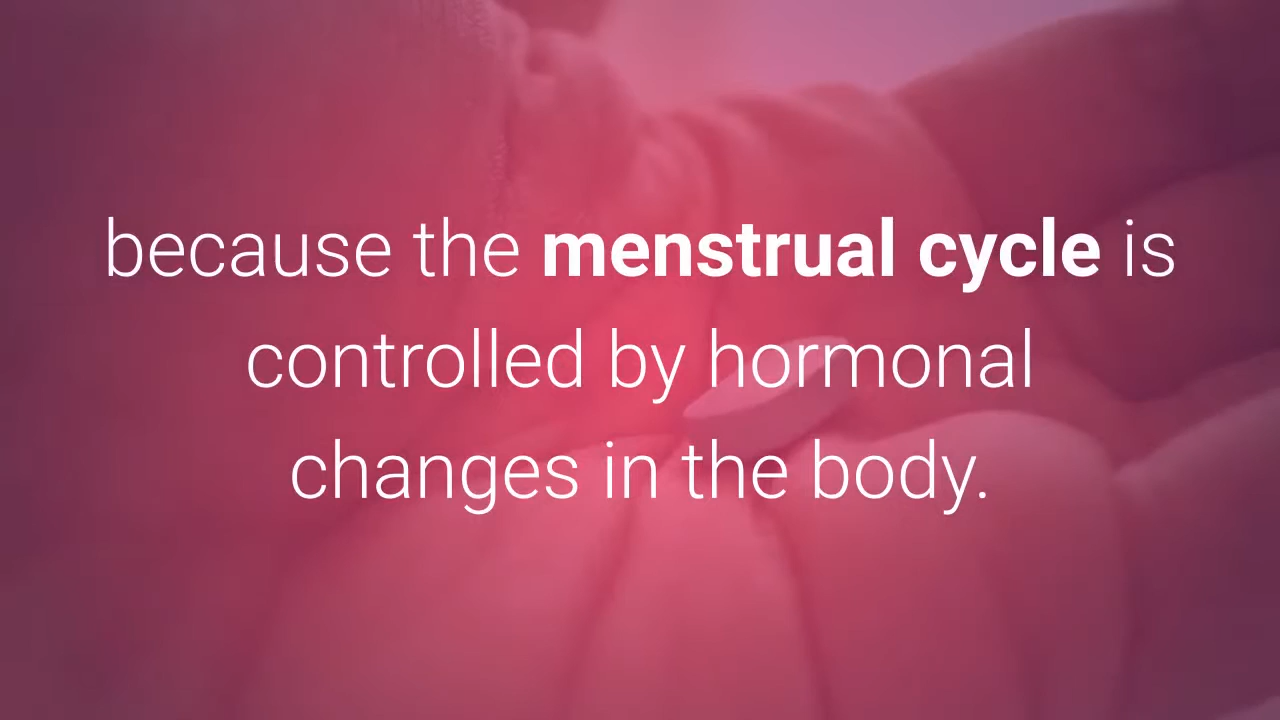 because the menstrual cycle is
controlled by hormonal
changes in the body.